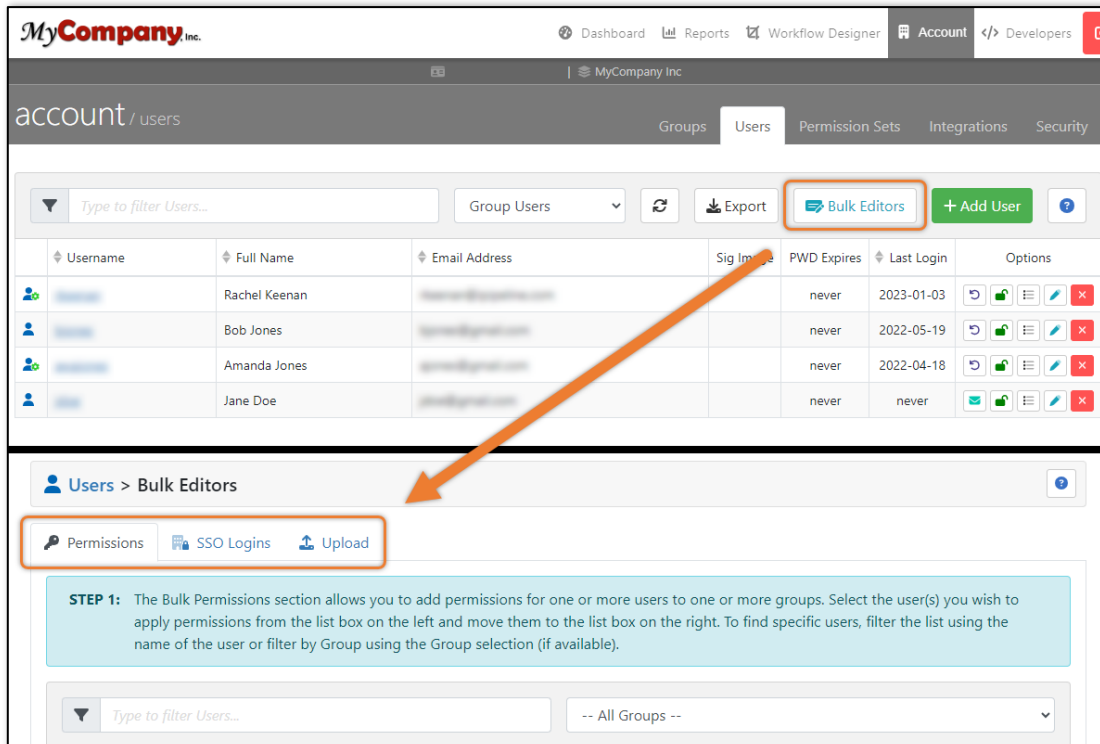 MyCompany, Inc.
Dashboard Reports Workflow Designer Account </> Developers
| MyCompany Inc
account / users
Groups Users Permission Sets Integrations Security
Type to filter Users... Group Users Export Bulk Editors + Add User ?
Username Full Name Email Address Sig Image PWD Expires Last Login Options
Rachel Keenan never 2023-01-03
Bob Jones never 2022-05-19
Amanda Jones never 2022-04-18
Jane Doe never never
Users > Bulk Editors ?
Permissions SSO Logins Upload
STEP 1: The Bulk Permissions section allows you to add permissions for one or more users to one or more groups. Select the user(s) you wish to
apply permissions from the list box on the left and move them to the list box on the right. To find specific users, filter the list using the
name of the user or filter by Group using the Group selection (if available).
Type to filter Users... -- All Groups --